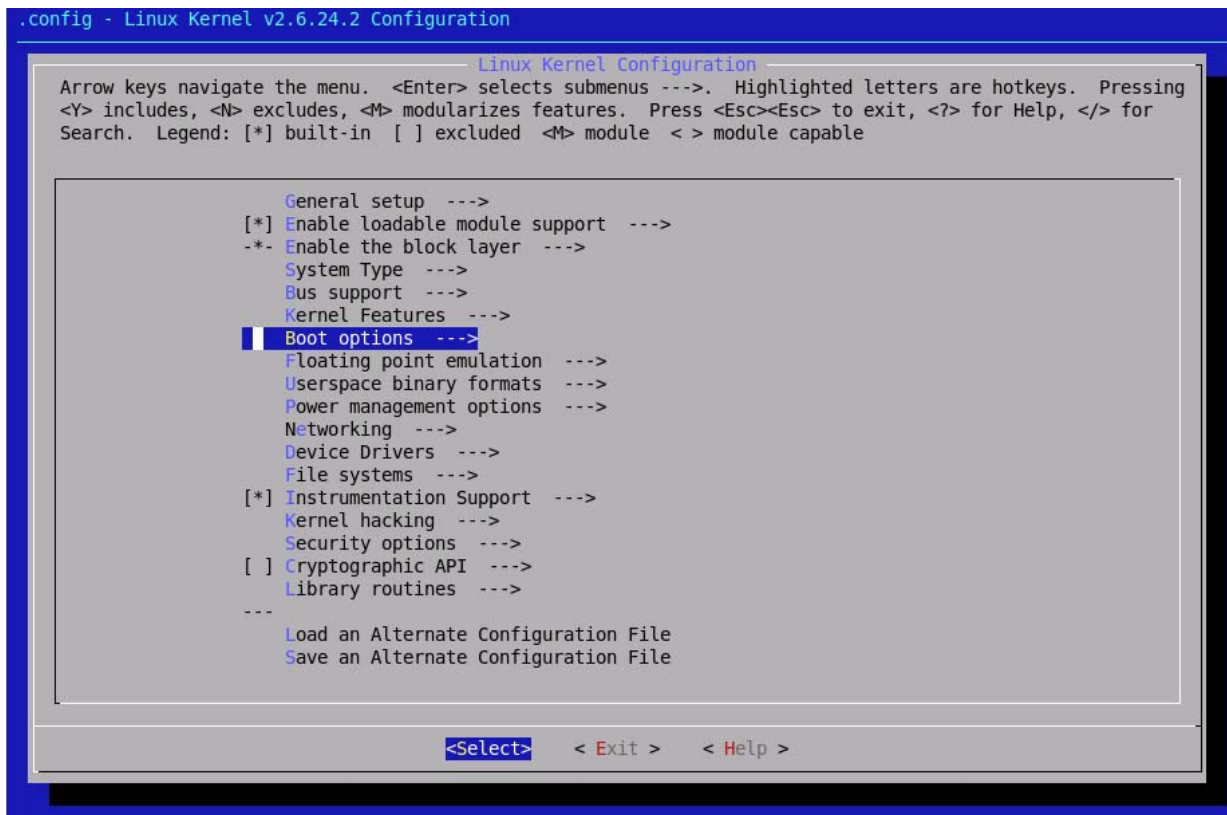 .config - Linux Kernel v2.6.24.2 Configuration
Linux Kernel Configuration
Arrow keys navigate the menu.  <Enter> selects submenus --->.  Highlighted letters are hotkeys.  Pressing
<Y> includes, <N> excludes, <M> modularizes features.  Press <Esc><Esc> to exit, <?> for Help, </> for
Search.  Legend: [*] built-in  [ ] excluded  <M> module  < > module capable
General setup  --->
[*] Enable loadable module support  --->
-*- Enable the block layer  --->
System Type  --->
Bus support  --->
Kernel Features  --->
Boot options  --->
Floating point emulation  --->
Userspace binary formats  --->
Power management options  --->
Networking  --->
Device Drivers  --->
File systems  --->
[*] Instrumentation Support  --->
Kernel hacking  --->
Security options  --->
[ ] Cryptographic API  --->
Library routines  --->
---
Load an Alternate Configuration File
Save an Alternate Configuration File
<Select>    < Exit >    < Help >